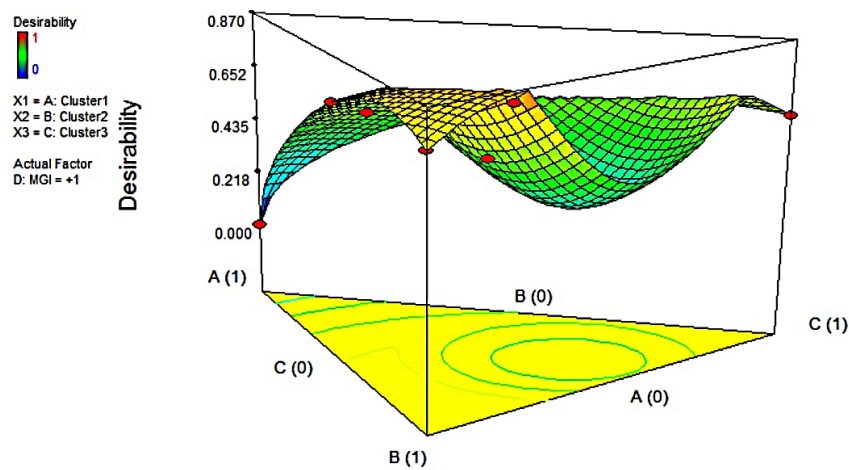 Desirability
1
0
X1 = A: Cluster1
X2 = B: Cluster2
X3 = C: Cluster3
Actual Factor
D: MGI = +1
Desirability
0.870
0.652
0.435
0.218
0.000
A (1)
B (0)
C (1)
C (0)
A (0)
B (1)